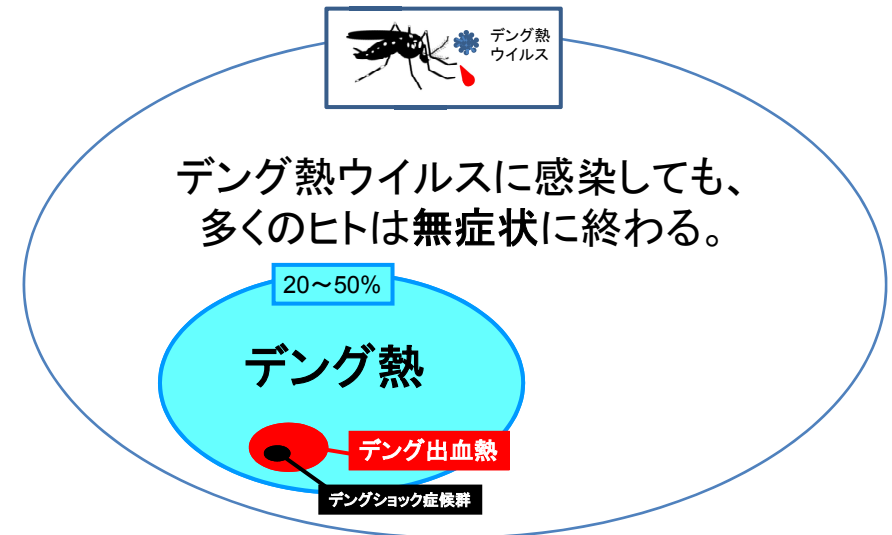 デング熱
ウイルス
デング熱ウイルスに感染しても、
多くのヒトは無症状に終わる。
20～50%
デング熱
デング出血熱
デングショック症候群